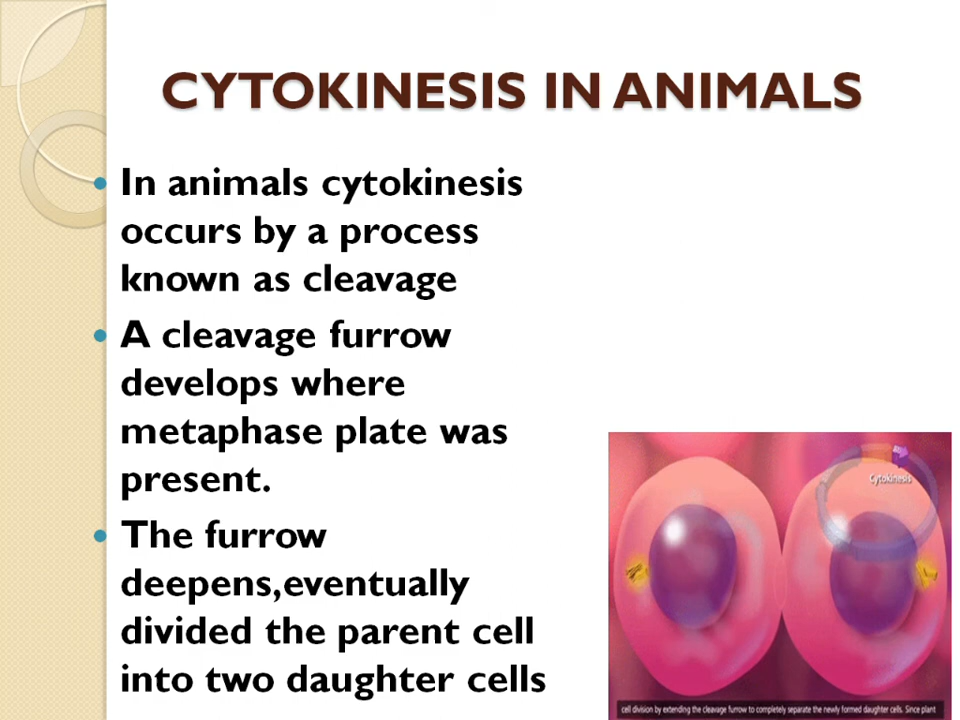 CYTOKINESIS IN ANIMALS
In animals cytokinesis
occurs by a process
known as cleavage
A cleavage furrow
develops where
metaphase plate was
present.
The furrow
deepens,eventually
divided the parent cell
into two daughter cells
Cytokinesis
cell division by extending the cleavage furrow to completely separate the newly formed daughter cells. Since plant